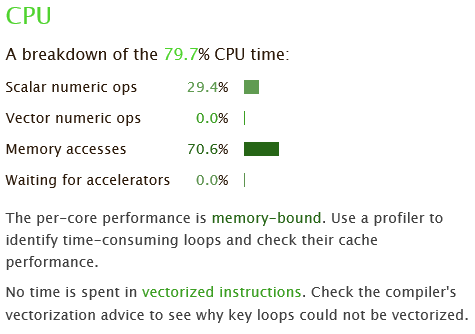 CPU
A breakdown of the 79.7% CPU time:
Scalar numeric ops 29.4%
Vector numeric ops 0.0%
Memory accesses 70.6%
Waiting for accelerators 0.0%
The per-core performance is memory-bound. Use a profiler to
identify time-consuming loops and check their cache
performance.
No time is spent in vectorized instructions. Check the compiler's
vectorization advice to see why key loops could not be vectorized.